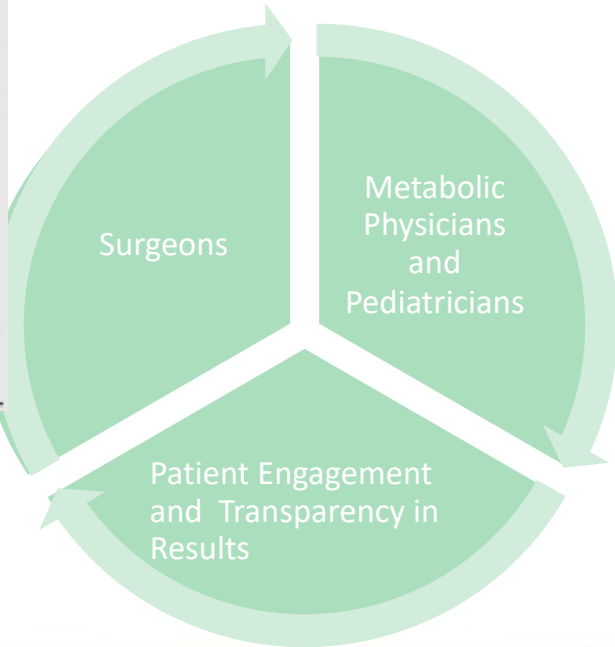 Surgeons
Metabolic
Physicians
and
Pediatricians
Patient Engagement
and  Transparency in
Results